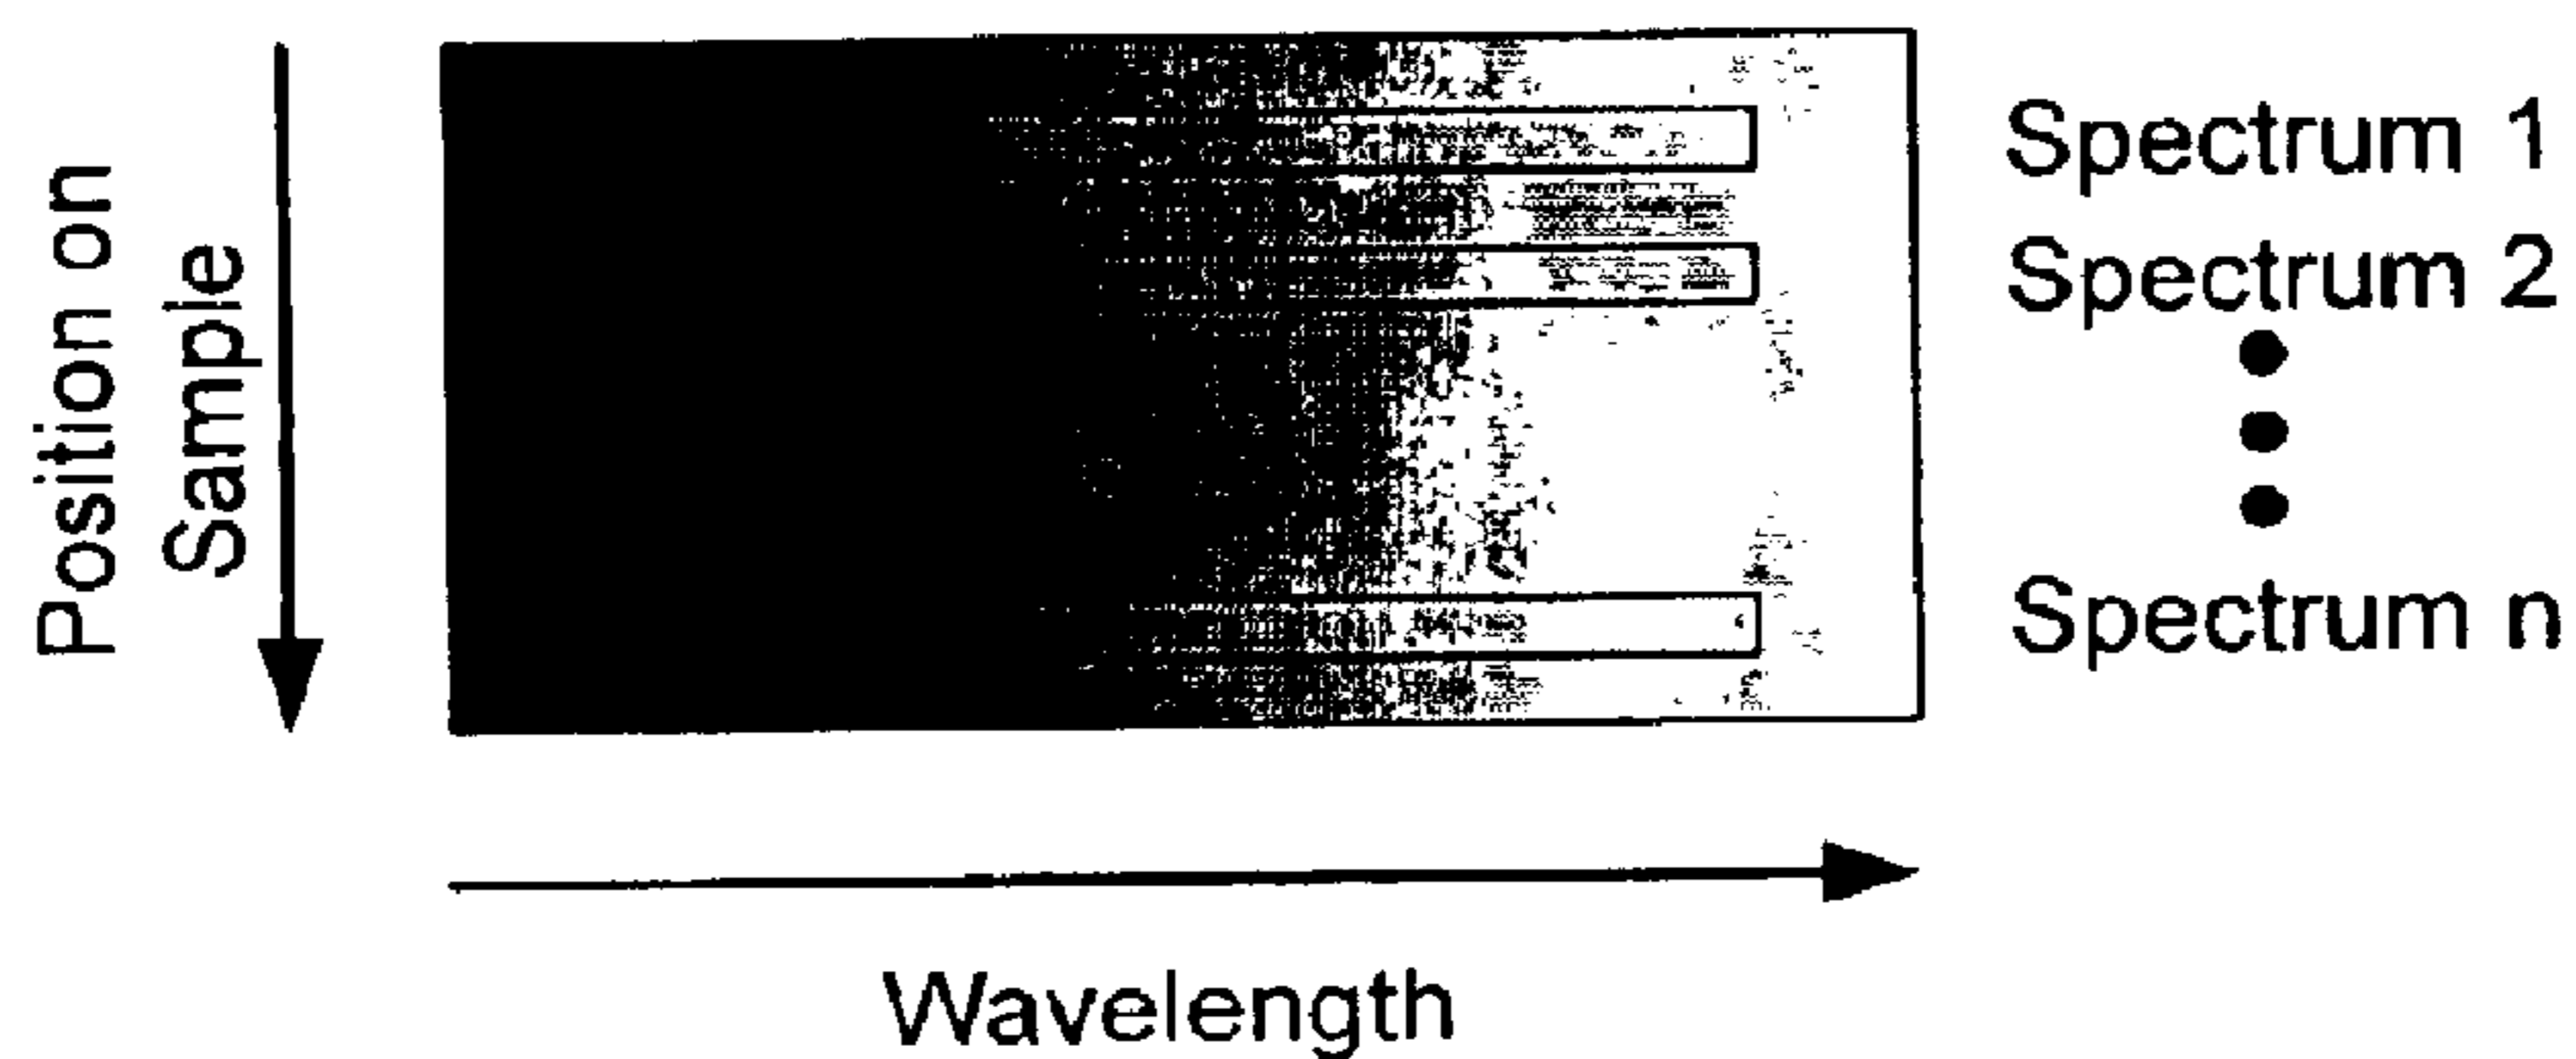 Position on
Sample
Spectrum 1
Spectrum 2
Spectrum n
Wavelength